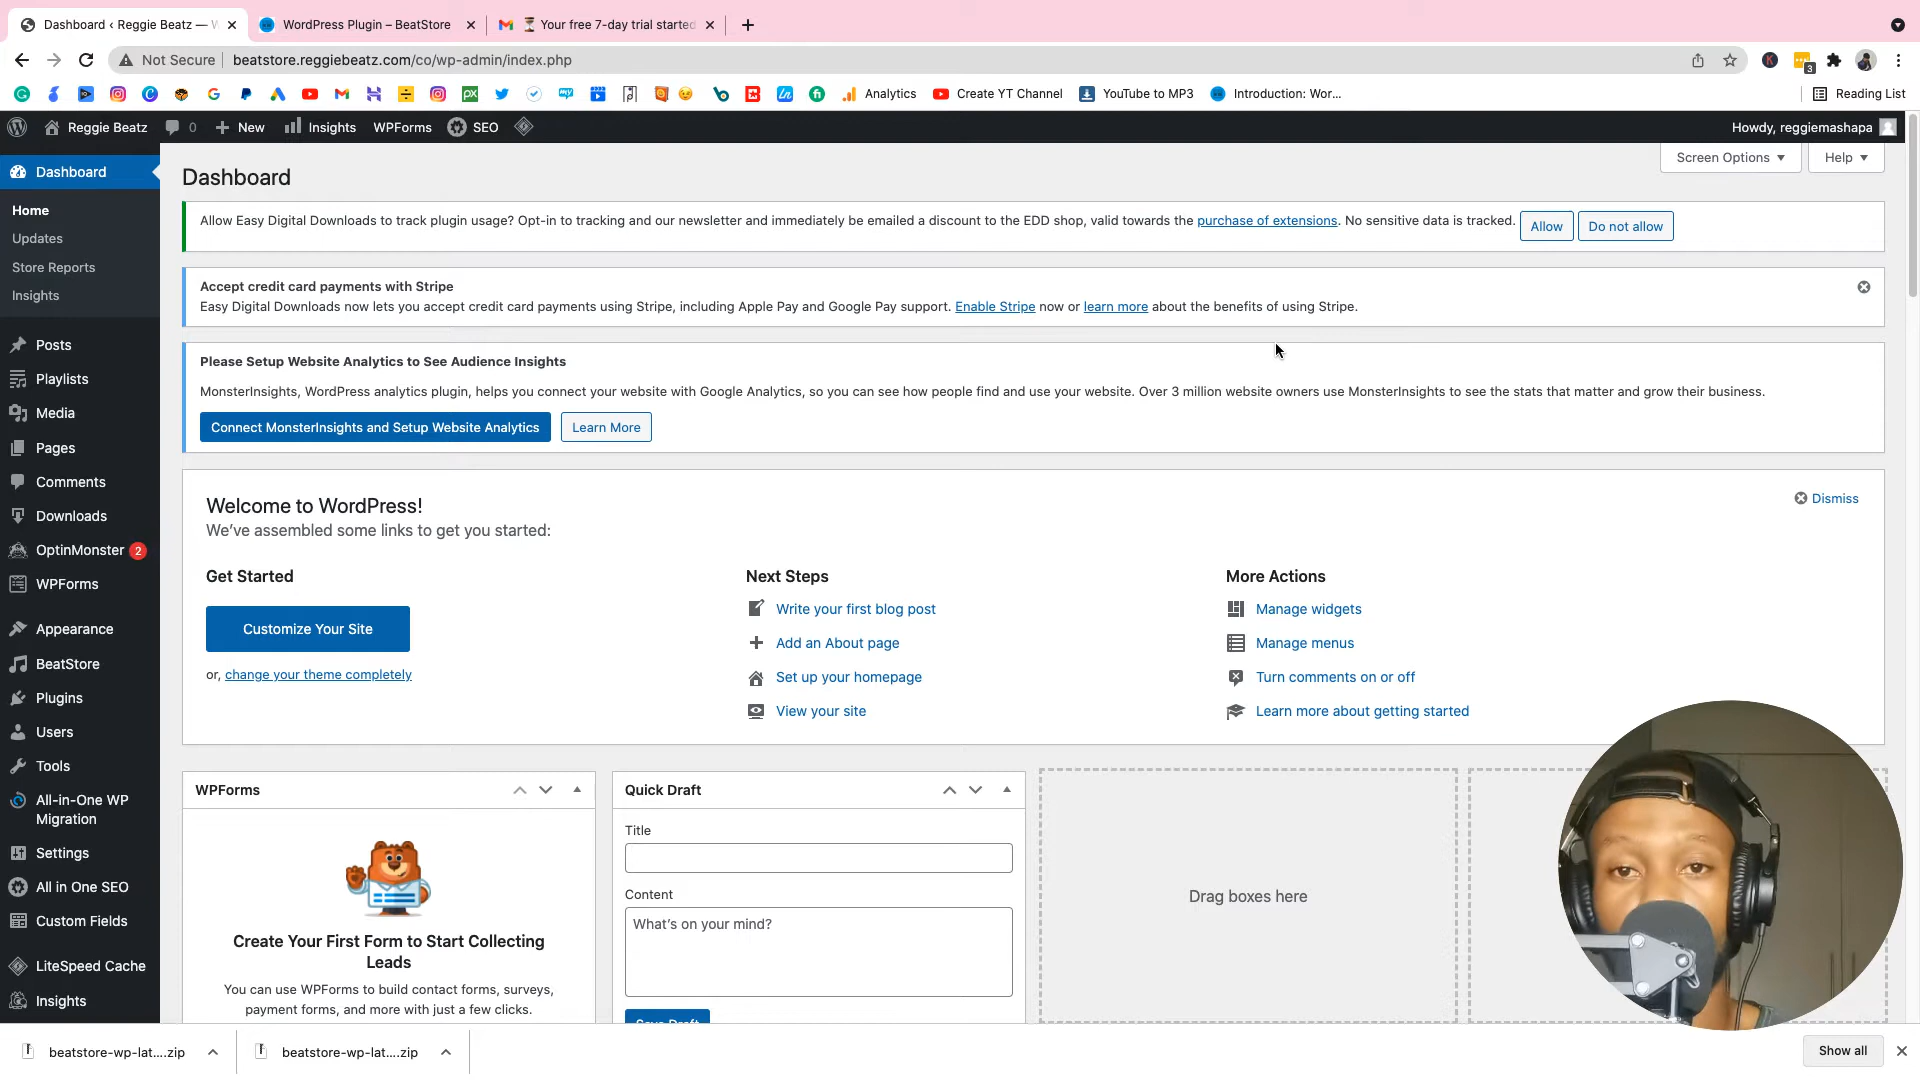 Dashboard ‹ Reggie Beatz — W
WordPress Plugin – BeatStore
⏳ Your free 7-day trial started
Not Secure
beatstore.reggiebeatz.com/co/wp-admin/index.php
3
Analytics
Create YT Channel
YouTube to MP3
Introduction: Wor...
Reading List
Reggie Beatz
0
New
Insights
WPForms
SEO
Howdy, reggiemashapa
Dashboard
Home
Updates
Store Reports
Insights
Posts
Playlists
Media
Pages
Comments
Downloads
OptinMonster 2
WPForms
Appearance
BeatStore
Plugins
Users
Tools
All-in-One WP
Migration
Settings
All in One SEO
Custom Fields
LiteSpeed Cache
Insights
Screen Options
Help
Dashboard
Allow Easy Digital Downloads to track plugin usage? Opt-in to tracking and our newsletter and immediately be emailed a discount to the EDD shop, valid towards the purchase of extensions. No sensitive data is tracked.
Allow
Do not allow
Accept credit card payments with Stripe
Easy Digital Downloads now lets you accept credit card payments using Stripe, including Apple Pay and Google Pay support. Enable Stripe now or learn more about the benefits of using Stripe.
Please Setup Website Analytics to See Audience Insights
MonsterInsights, WordPress analytics plugin, helps you connect your website with Google Analytics, so you can see how people find and use your website. Over 3 million website owners use MonsterInsights to see the stats that matter and grow their business.
Connect MonsterInsights and Setup Website Analytics
Learn More
Welcome to WordPress!
We've assembled some links to get you started:
Dismiss
Get Started
Customize Your Site
or, change your theme completely
Next Steps
Write your first blog post
Add an About page
Set up your homepage
View your site
More Actions
Manage widgets
Manage menus
Turn comments on or off
Learn more about getting started
WPForms
Create Your First Form to Start Collecting
Leads
You can use WPForms to build contact forms, surveys,
payment forms, and more with just a few clicks.
Quick Draft
Title
Content
What's on your mind?
Save Draft
Drag boxes here
beatstore-wp-lat....zip
beatstore-wp-lat....zip
Show all